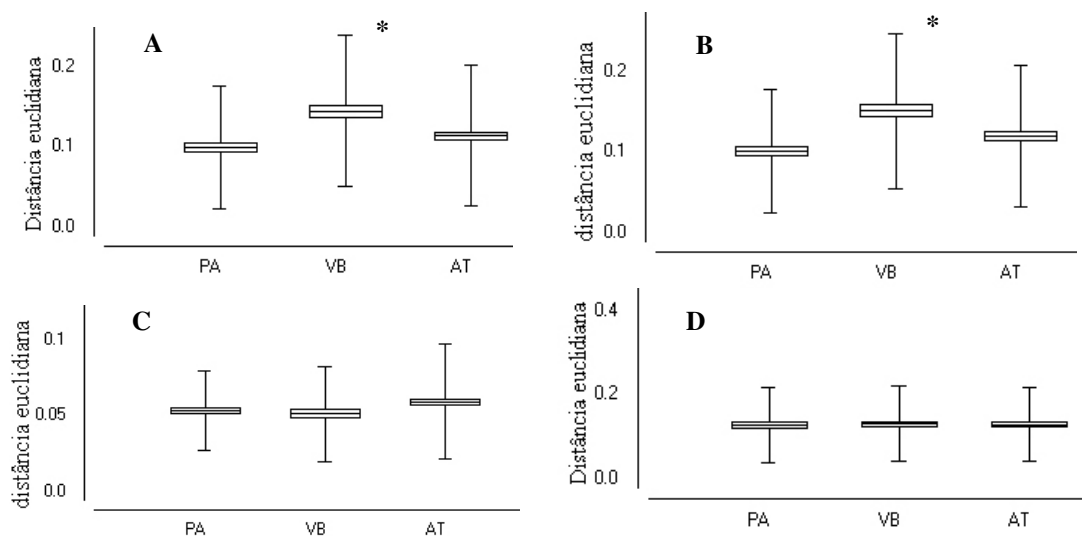 A
*
Distância euclidiana
0.2
0.1
0.0
PA VB AT
B
*
distância euclidiana
0.2
0.1
0.0
PA VB AT
C
distância euclidiana
0.1
0.05
0.0
PA VB AT
D
Distância euclidiana
0.4
0.2
0.0
PA VB AT